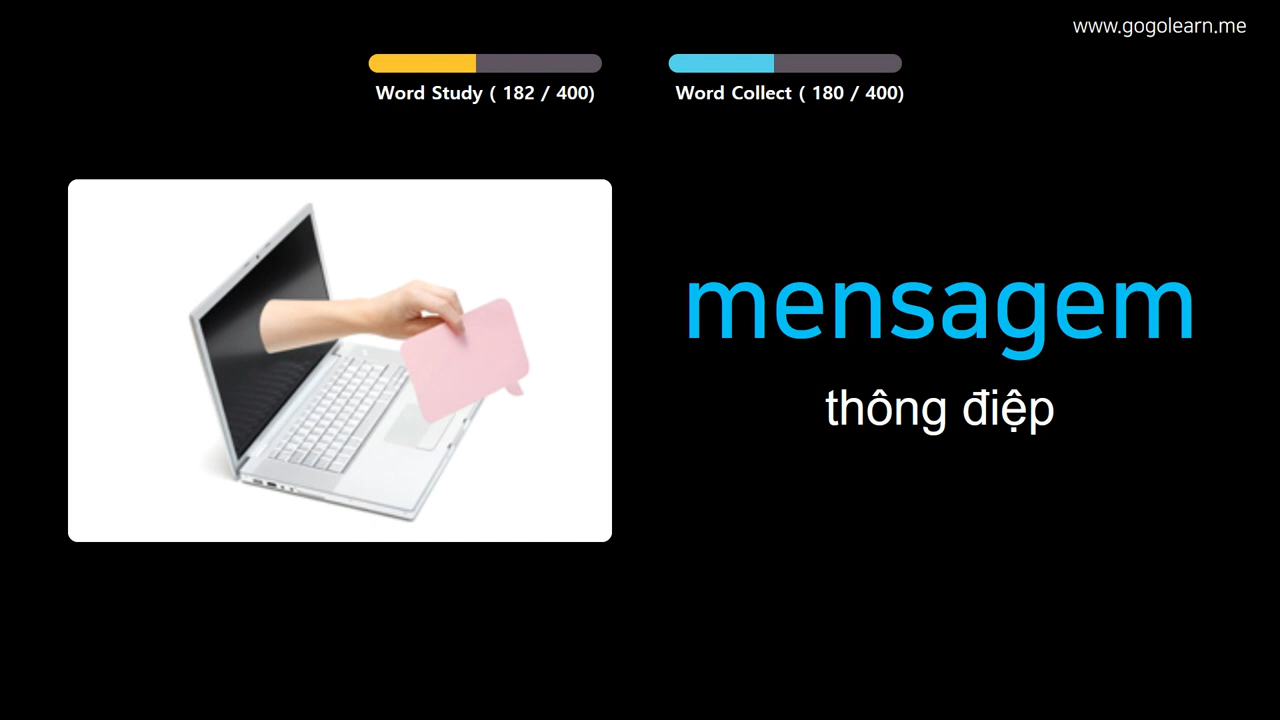 www.gogolearn.me
Word Study ( 182 / 400)
Word Collect ( 180 / 400)
mensagem
thông điệp